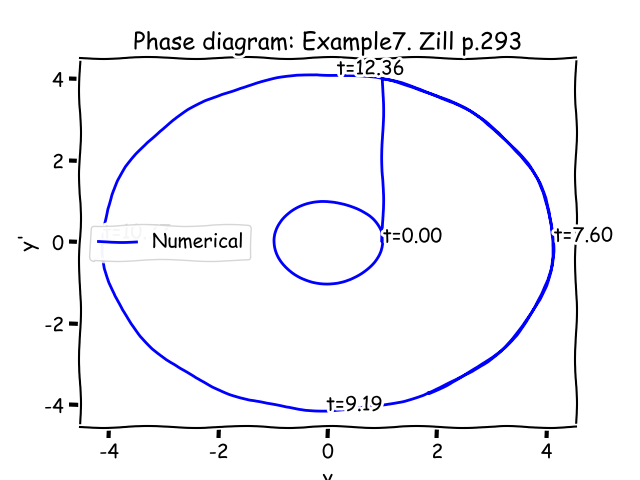 Phase diagram: Example7. Zill p.293
t=12.36
4
2
t=0.00
t=7.60
y'
0
Numerical
-2
-4
t=9.19
-4 -2 0 2 4